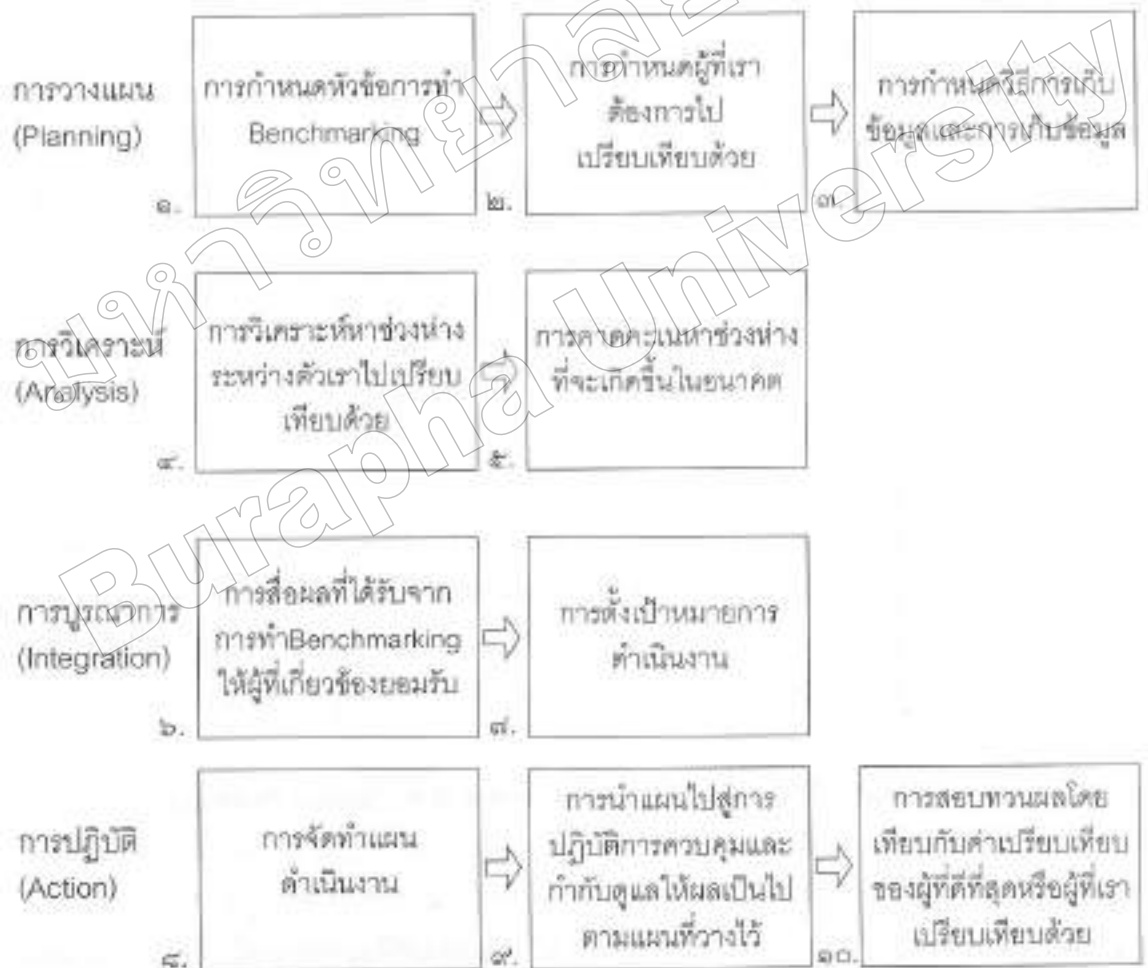 การวางแผน
(Planning)
การกำหนดหัวข้อการทำ
Benchmarking
๑.
การกำหนดผู้ที่เรา
ต้องการไป
เปรียบเทียบด้วย
๒.
การกำหนดวิธีการเก็บ
ข้อมูลและการเก็บข้อมูล
๓.
การวิเคราะห์
(Analysis)
การวิเคราะห์หาช่วงห่าง
ระหว่างตัวเราไปเปรียบ
เทียบด้วย
๔.
การคาดคะเนหาช่วงห่าง
ที่จะเกิดขึ้นในอนาคต
๕.
การบูรณาการ
(Integration)
การสื่อผลที่ได้รับจาก
การทำBenchmarking
ให้ผู้ที่เกี่ยวข้องยอมรับ
๖.
การตั้งเป้าหมายการ
ดำเนินงาน
การปฏิบัติ
(Action)
การจัดทำแผน
ดำเนินงาน
การนำแผนไปสู่การ
ปฏิบัติการควบคุมและ
กำกับดูแลให้ผลเป็นไป
ตามแผนที่วางไว้
๙.
การสอบทวนผลโดย
เทียบกับค่าเปรียบเทียบ
ของผู้ที่ดีที่สุดหรือผู้ที่เรา
เปรียบเทียบด้วย
๑๐.
มหาวิทยาลัย
Burapha University